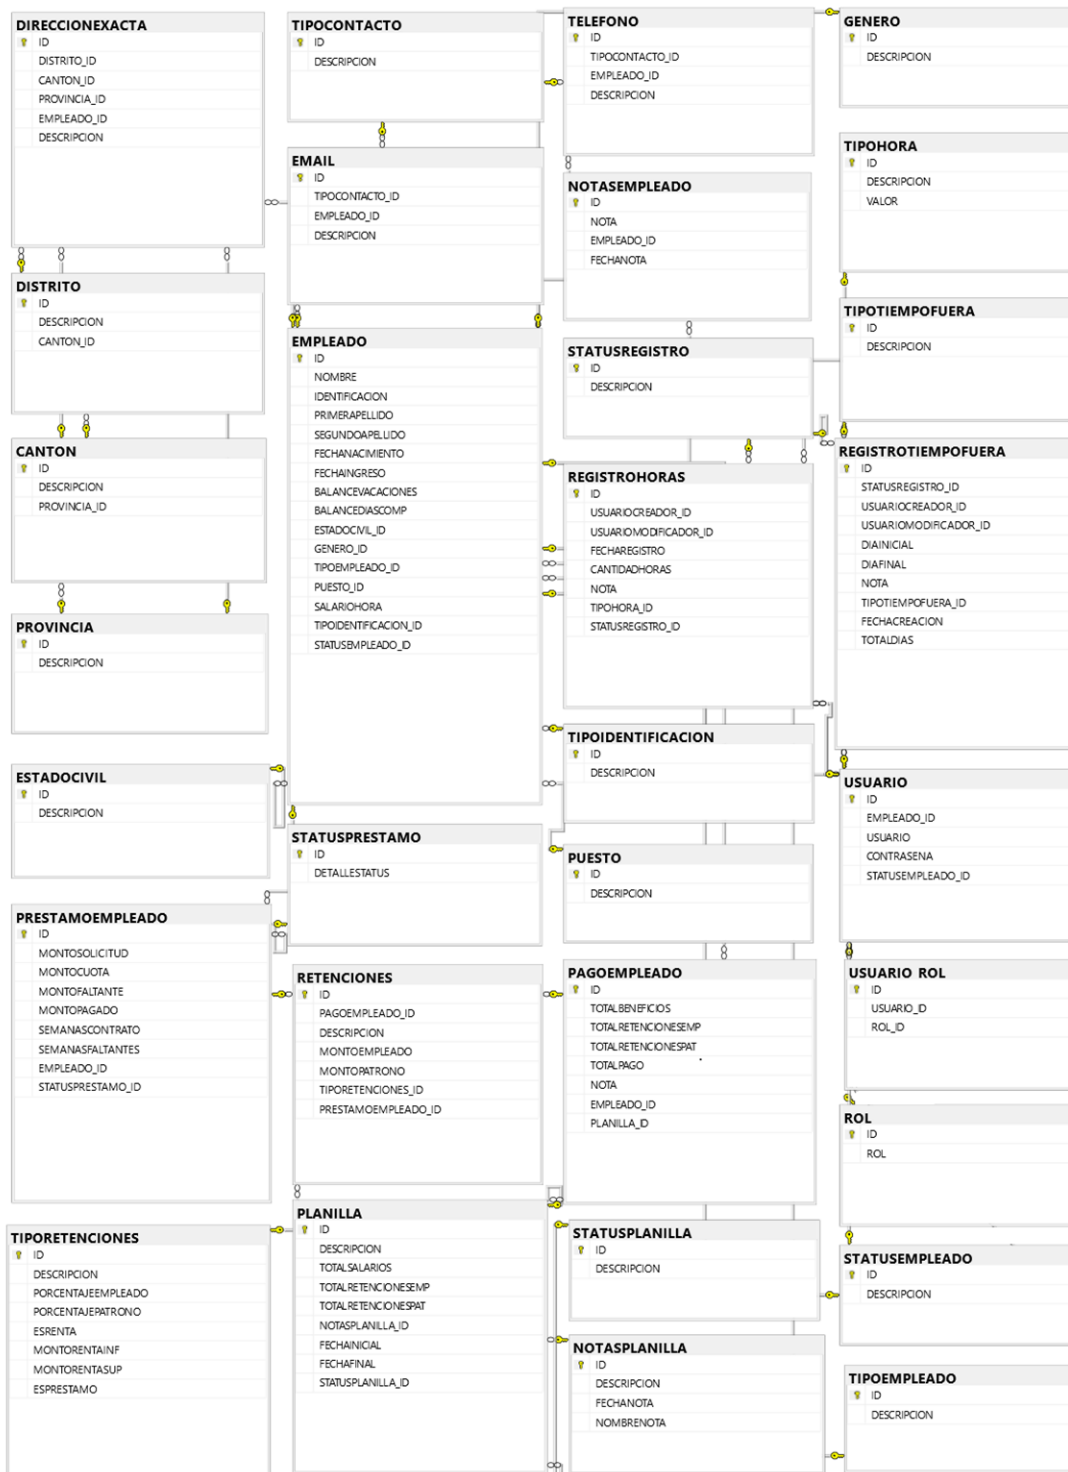 DIRECCIONEXACTA
ID
DISTRITO_ID
CANTON_ID
PROVINCIA_ID
EMPLEADO_ID
DESCRIPCION
DISTRITO
ID
DESCRIPCION
CANTON_ID
CANTON
ID
DESCRIPCION
PROVINCIA_ID
PROVINCIA
ID
DESCRIPCION
ESTADOCIVIL
ID
DESCRIPCION
PRESTAMOEMPLEADO
ID
MONTOSOLICITUD
MONTOCUOTA
MONTOFALTANTE
MONTOPAGADO
SEMANASCONTRATO
SEMANASFALTANTES
EMPLEADO_ID
STATUSPRESTAMO_ID
TIPORETENCIONES
ID
DESCRIPCION
PORCENTAJEEMPLEADO
PORCENTAJEPATRONO
ESRENTA
MONTORENTAINF
MONTORENTASUP
ESPRESTAMO
TIPOCONTACTO
ID
DESCRIPCION
EMAIL
ID
TIPOCONTACTO_ID
EMPLEADO_ID
DESCRIPCION
EMPLEADO
ID
NOMBRE
IDENTIFICACION
PRIMERAPELLIDO
SEGUNDOAPELLIDO
FECHANACIMIENTO
FECHAINGRESO
BALANCEVACACIONES
BALANCEDIASCOMP
ESTADOCIVIL_ID
GENERO_ID
TIPOEMPLEADO_ID
PUESTO_ID
SALARIOHORA
TIPOIDENTIFICACION_ID
STATUSEMPLEADO_ID
STATUSPRESTAMO
ID
DETALLESTATUS
RETENCIONES
ID
PAGOEMPLEADO_ID
DESCRIPCION
MONTOEMPLEADO
MONTOPATRONO
TIPORETENCIONES_ID
PRESTAMOEMPLEADO_ID
PLANILLA
ID
DESCRIPCION
TOTALSALARIOS
TOTALRETENCIONESEMP
TOTALRETENCIONESPAT
NOTASPLANILLA_ID
FECHAINICIAL
FECHAFINAL
STATUSPLANILLA_ID
TELEFONO
ID
TIPOCONTACTO_ID
EMPLEADO_ID
DESCRIPCION
NOTASEMPLEADO
ID
NOTA
EMPLEADO_ID
FECHANOTA
STATUSREGISTRO
ID
DESCRIPCION
REGISTROHORAS
ID
USUARIOCREADOR_ID
USUARIOMODIFICADOR_ID
FECHAREGISTRO
CANTIDADHORAS
NOTA
TIPOHORA_ID
STATUSREGISTRO_ID
TIPOIDENTIFICACION
ID
DESCRIPCION
PUESTO
ID
DESCRIPCION
PAGOEMPLEADO
ID
TOTALBENEFICIOS
TOTALRETENCIONESEMP
TOTALRETENCIONESPAT
TOTALPAGO
NOTA
EMPLEADO_ID
PLANILLA_ID
STATUSPLANILLA
ID
DESCRIPCION
NOTASPLANILLA
ID
DESCRIPCION
FECHANOTA
NOMBRENOTA
GENERO
ID
DESCRIPCION
TIPOHORA
ID
DESCRIPCION
VALOR
TIPOTIEMPOFUERA
ID
DESCRIPCION
REGISTROTIEMPOFUERA
ID
STATUSREGISTRO_ID
USUARIOCREADOR_ID
USUARIOMODIFICADOR_ID
DIAINICIAL
DIAFINAL
NOTA
TIPOTIEMPOFUERA_ID
FECHACREACION
TOTALDIAS
USUARIO
ID
EMPLEADO_ID
USUARIO
CONTRASENA
STATUSEMPLEADO_ID
USUARIO ROL
ID
USUARIO_ID
ROL_ID
ROL
ID
ROL
STATUSEMPLEADO
ID
DESCRIPCION
TIPOEMPLEADO
ID
DESCRIPCION